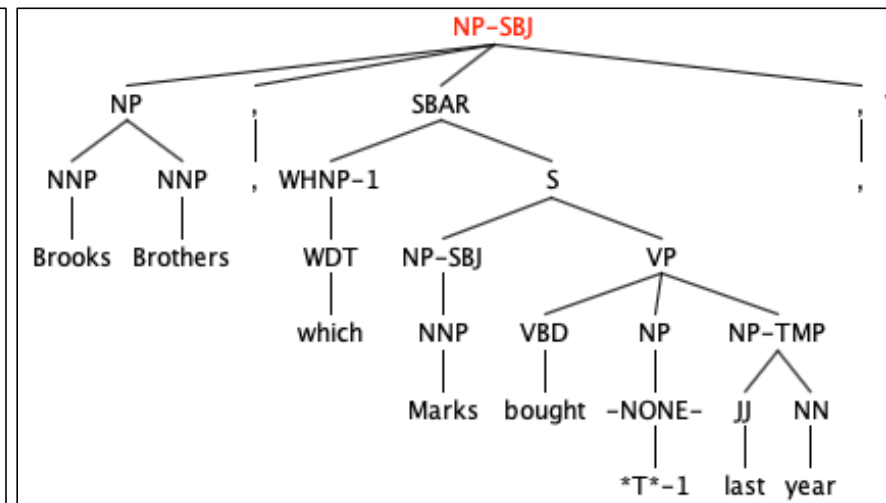 NP-SBJ
NP , SBAR ,
NNP NNP , WHNP-1 S ,
Brooks Brothers WDT NP-SBJ VP
which NNP VBD NP NP-TMP
Marks bought -NONE- JJ NN
*T*-1 last year